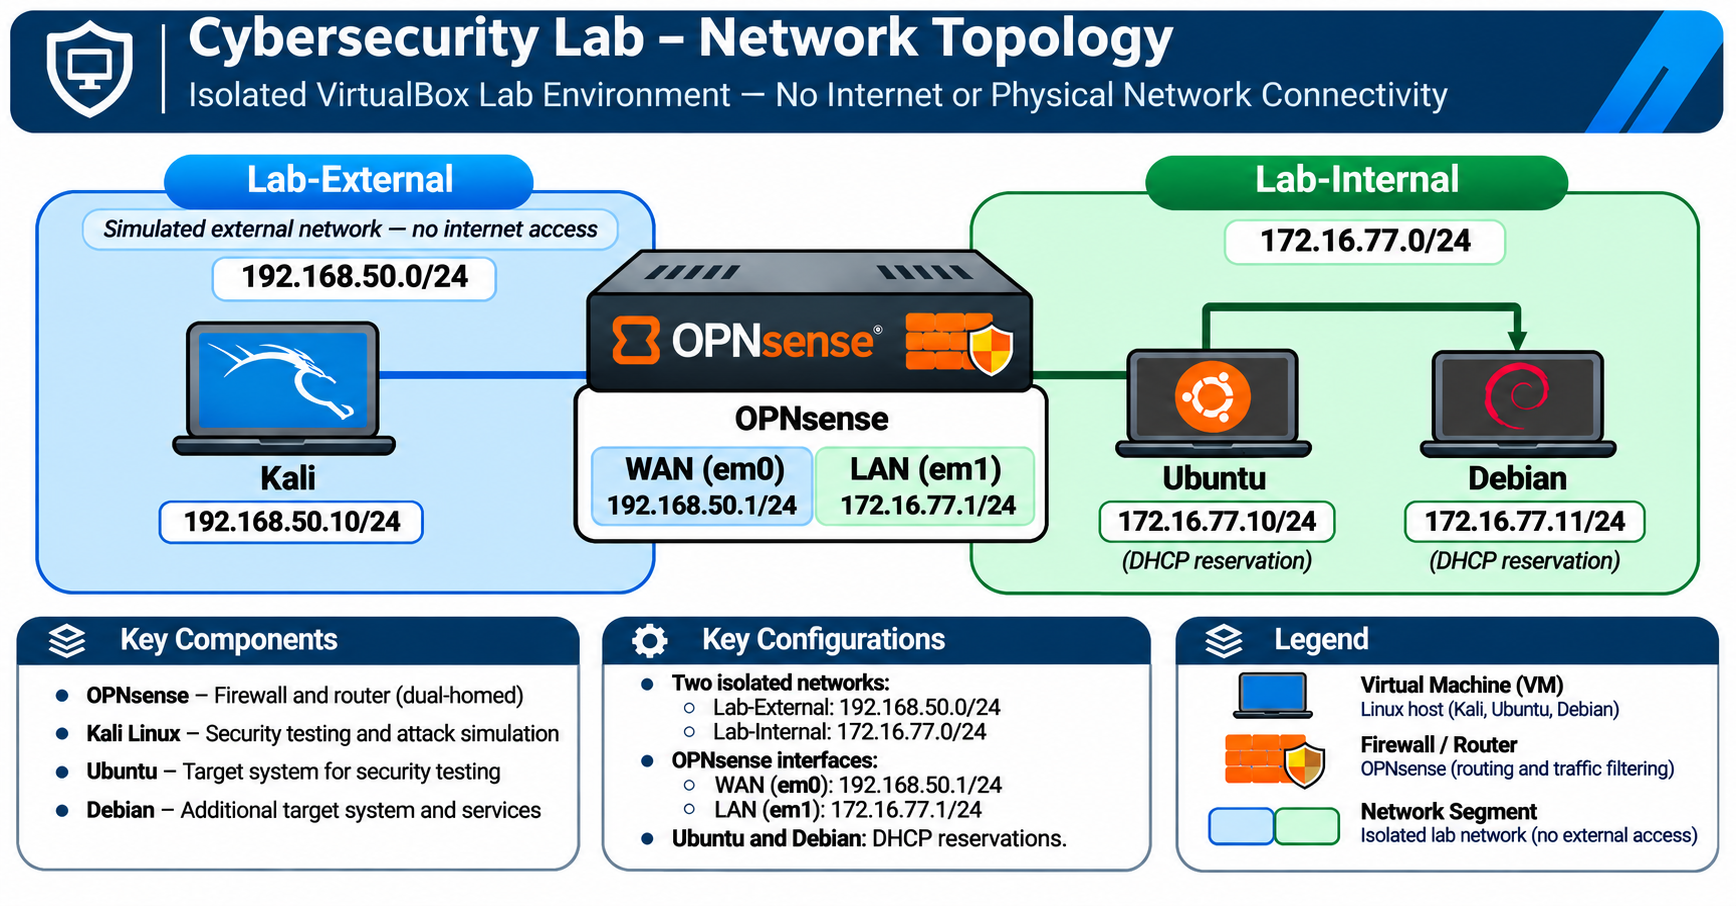 Cybersecurity Lab – Network Topology
Isolated VirtualBox Lab Environment — No Internet or Physical Network Connectivity
Lab-External
Simulated external network — no internet access
192.168.50.0/24
Kali
192.168.50.10/24
OPNsense®
OPNsense
WAN (em0)
192.168.50.1/24
LAN (em1)
172.16.77.1/24
Lab-Internal
172.16.77.0/24
Ubuntu
172.16.77.10/24
(DHCP reservation)
Debian
172.16.77.11/24
(DHCP reservation)
Key Components
• OPNsense – Firewall and router (dual-homed)
• Kali Linux – Security testing and attack simulation
• Ubuntu – Target system for security testing
• Debian – Additional target system and services
Key Configurations
• Two isolated networks:
○ Lab-External: 192.168.50.0/24
○ Lab-Internal: 172.16.77.0/24
• OPNsense interfaces:
○ WAN (em0): 192.168.50.1/24
○ LAN (em1): 172.16.77.1/24
• Ubuntu and Debian: DHCP reservations.
Legend
Virtual Machine (VM)
Linux host (Kali, Ubuntu, Debian)
Firewall / Router
OPNsense (routing and traffic filtering)
Network Segment
Isolated lab network (no external access)